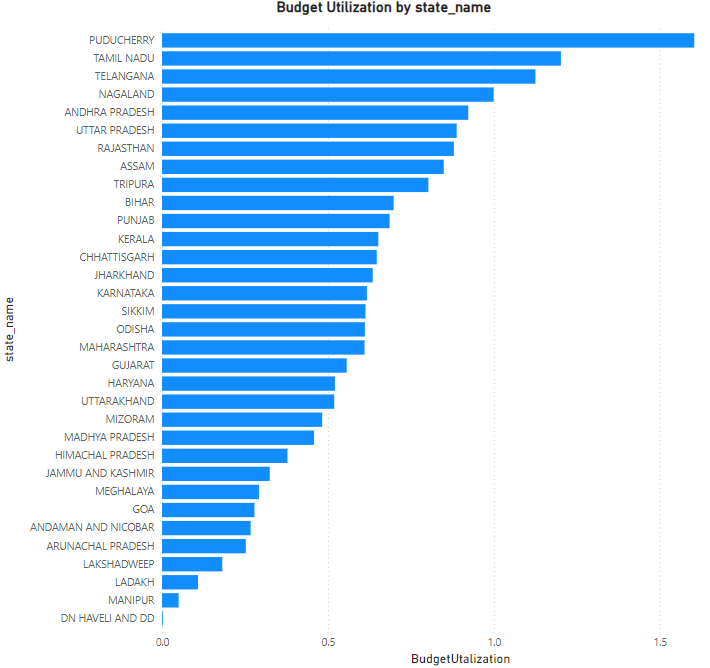 Budget Utilization by state_name
PUDUCHERRY
TAMIL NADU
TELANGANA
NAGALAND
ANDHRA PRADESH
UTTAR PRADESH
RAJASTHAN
ASSAM
TRIPURA
BIHAR
PUNJAB
KERALA
CHHATTISGARH
JHARKHAND
KARNATAKA
SIKKIM
ODISHA
MAHARASHTRA
GUJARAT
HARYANA
UTTARAKHAND
MIZORAM
MADHYA PRADESH
HIMACHAL PRADESH
JAMMU AND KASHMIR
MEGHALAYA
GOA
ANDAMAN AND NICOBAR
ARUNACHAL PRADESH
LAKSHADWEEP
LADAKH
MANIPUR
DN HAVELI AND DD
state_name
0.0 0.5 1.0 1.5
BudgetUtalization